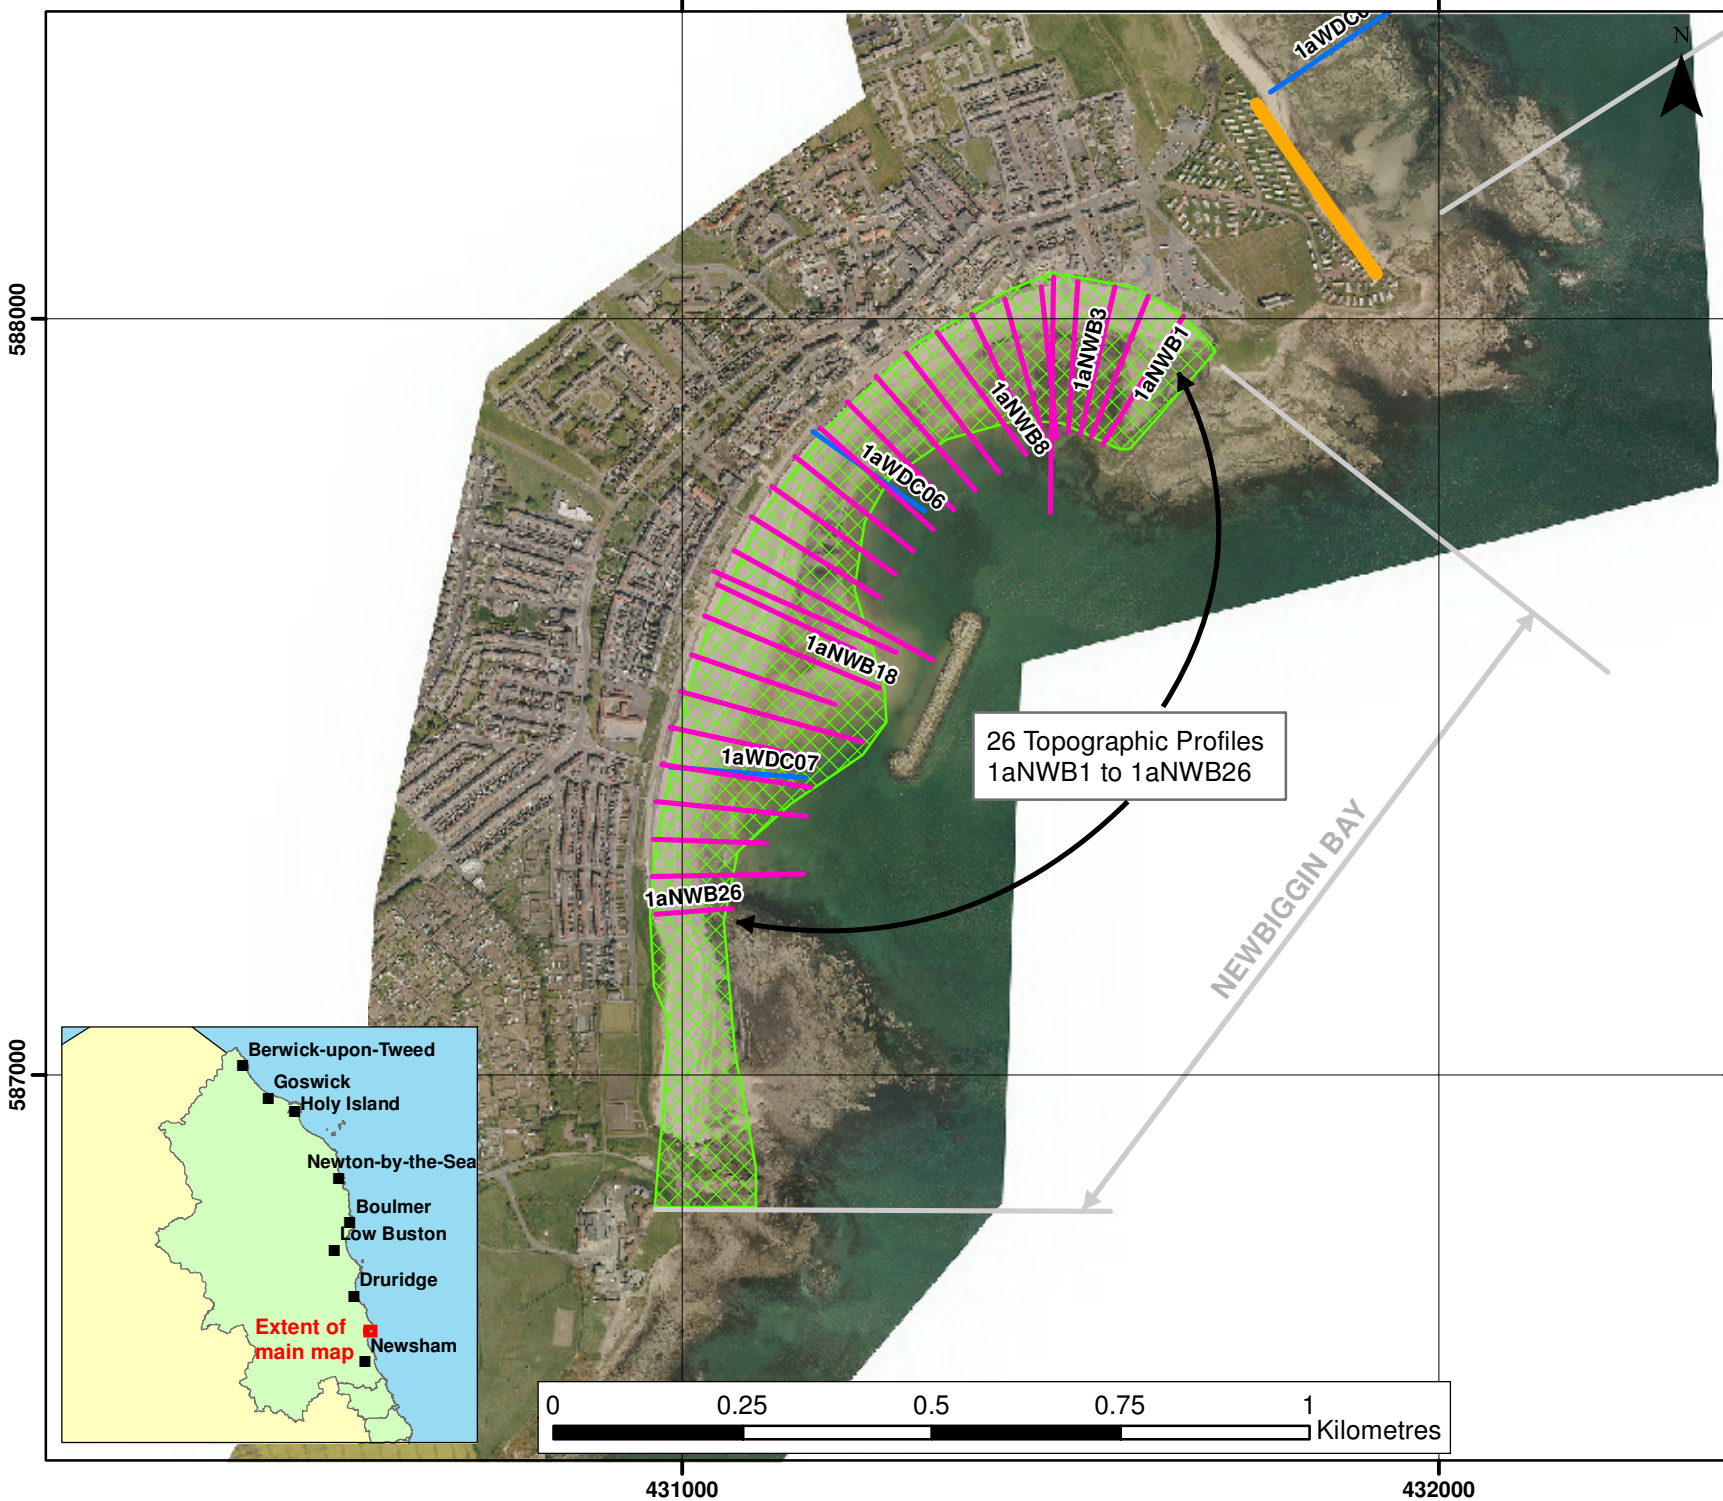 1aWDC0
N
588000
1aNWB3
1aNWB1
1aNWB8
1aWDC06
1aNWB18
26 Topographic Profiles
1aNWB1 to 1aNWB26
1aWDC07
1aNWB26
NEWBIGGIN BAY
587000
Berwick-upon-Tweed
Goswick
Holy Island
Newton-by-the-Sea
Boulmer
Low Buston
Druridge
Extent of
main map
Newsham
0 0.25 0.5 0.75 1
Kilometres
431000 432000